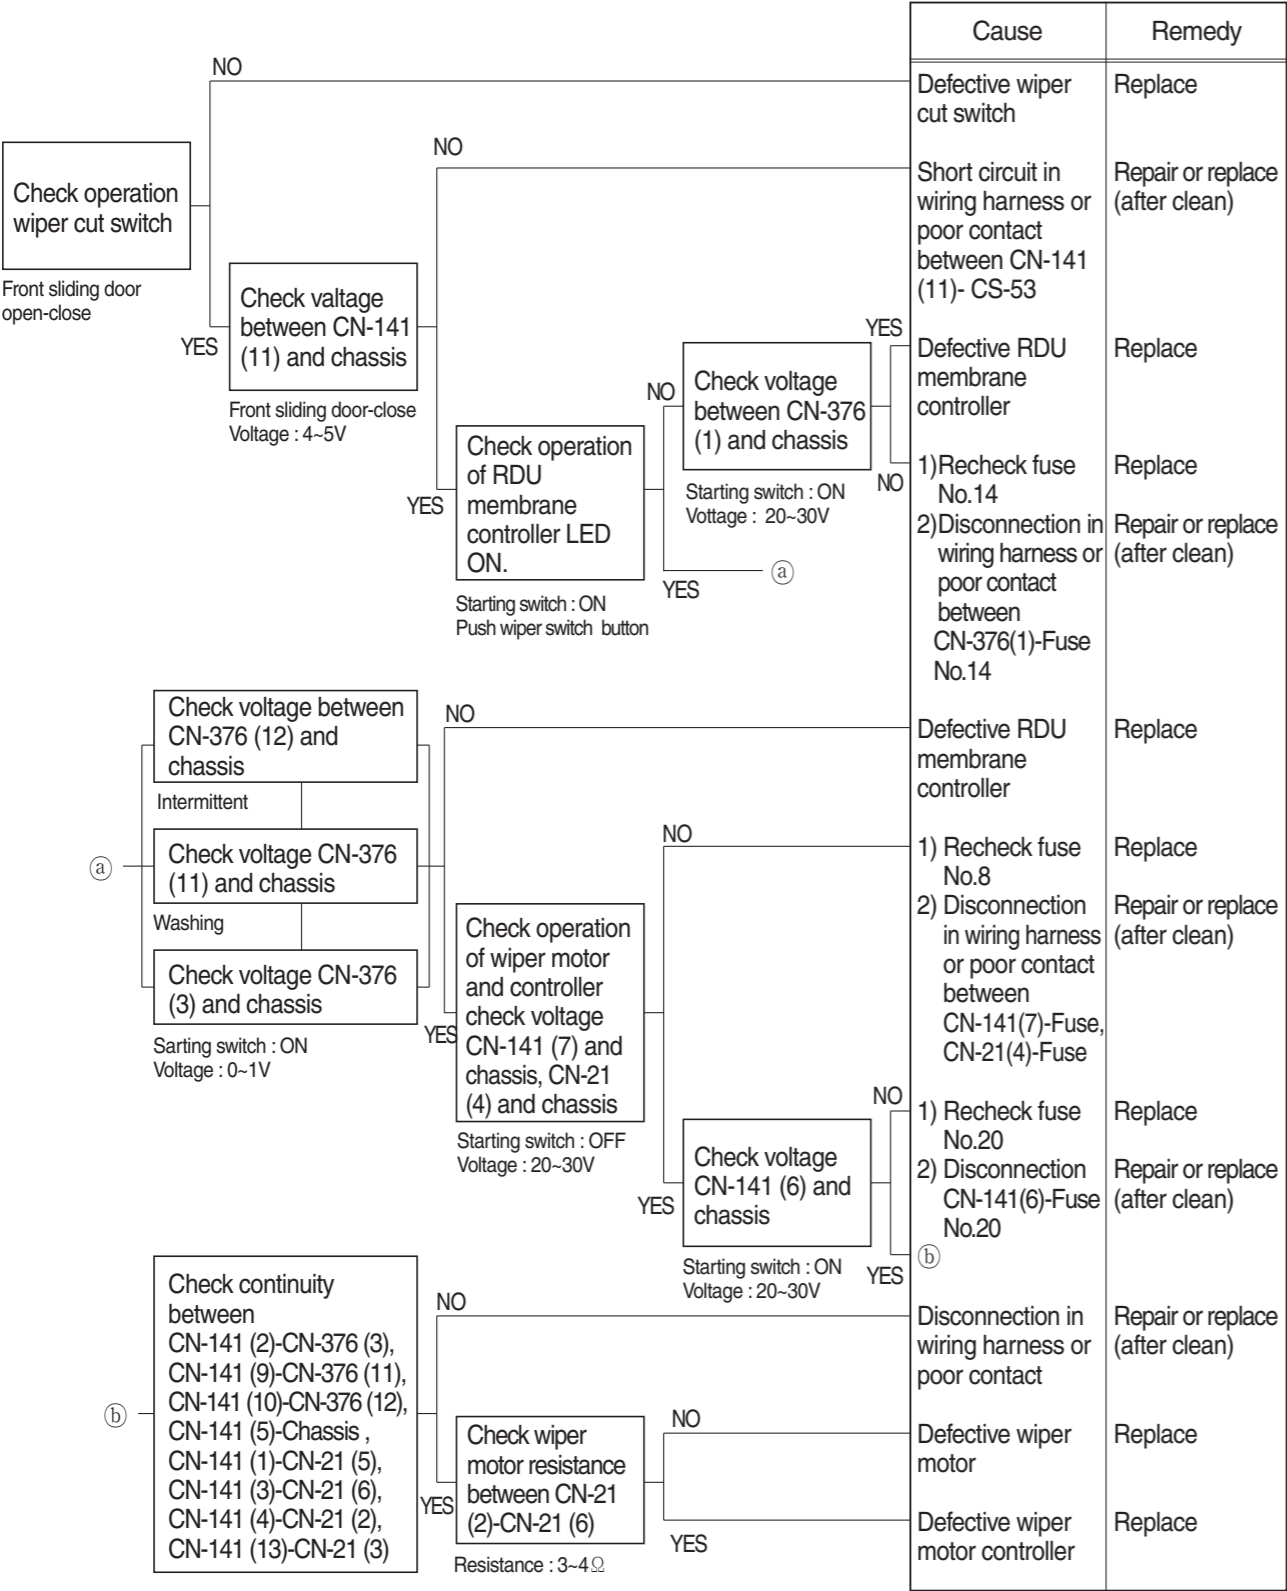 Cause
Remedy
NO
Defective wiper
cut switch
Replace
Check operation
wiper cut switch
Front sliding door
open-close
YES
Check valtage
between CN-141
(11) and chassis
Front sliding door-close
Voltage : 4~5V
NO
Short circuit in
wiring harness or
poor contact
between CN-141
(11)- CS-53
Repair or replace
(after clean)
YES
Check operation
of RDU
membrane
controller LED
ON.
Starting switch : ON
Push wiper switch button
NO
Check voltage
between CN-376
(1) and chassis
Starting switch : ON
Vottage : 20~30V
YES
Defective RDU
membrane
controller
Replace
NO
1)Recheck fuse
No.14
Replace
2)Disconnection in
wiring harness or
poor contact
between
CN-376(1)-Fuse
No.14
Repair or replace
(after clean)
YES
ⓐ
ⓐ
Check voltage between
CN-376 (12) and
chassis
Intermittent
Check voltage CN-376
(11) and chassis
Washing
Check voltage CN-376
(3) and chassis
Sarting switch : ON
Voltage : 0~1V
NO
Defective RDU
membrane
controller
Replace
YES
Check operation
of wiper motor
and controller
check voltage
CN-141 (7) and
chassis, CN-21
(4) and chassis
Starting switch : OFF
Voltage : 20~30V
NO
1) Recheck fuse
No.8
Replace
2) Disconnection
in wiring harness
or poor contact
between
CN-141(7)-Fuse,
CN-21(4)-Fuse
Repair or replace
(after clean)
YES
Check voltage
CN-141 (6) and
chassis
Starting switch : ON
Voltage : 20~30V
NO
1) Recheck fuse
No.20
Replace
2) Disconnection
CN-141(6)-Fuse
No.20
Repair or replace
(after clean)
YES
ⓑ
ⓑ
Check continuity
between
CN-141 (2)-CN-376 (3),
CN-141 (9)-CN-376 (11),
CN-141 (10)-CN-376 (12),
CN-141 (5)-Chassis ,
CN-141 (1)-CN-21 (5),
CN-141 (3)-CN-21 (6),
CN-141 (4)-CN-21 (2),
CN-141 (13)-CN-21 (3)
NO
Disconnection in
wiring harness or
poor contact
Repair or replace
(after clean)
YES
Check wiper
motor resistance
between CN-21
(2)-CN-21 (6)
Resistance : 3~4Ω
NO
Defective wiper
motor
Replace
YES
Defective wiper
motor controller
Replace